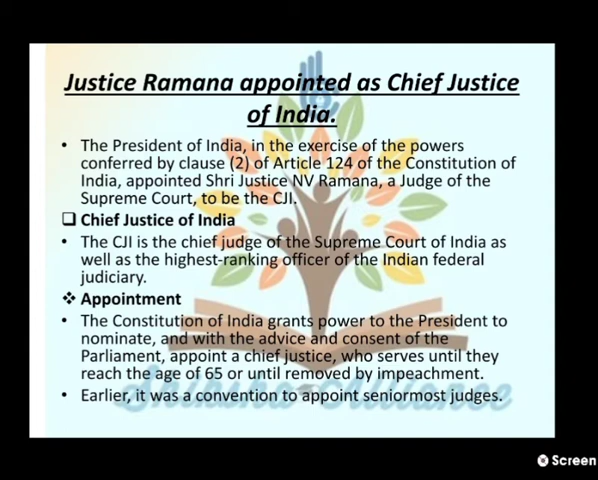 Justice Ramana appointed as Chief Justice
of India.
• The President of India, in the exercise of the powers
conferred by clause (2) of Article 124 of the Constitution of
India, appointed Shri Justice NV Ramana, a Judge of the
Supreme Court, to be the CJI.
❑ Chief Justice of India
• The CJI is the chief judge of the Supreme Court of India as
well as the highest-ranking officer of the Indian federal
judiciary.
❖ Appointment
• The Constitution of India grants power to the President to
nominate, and with the advice and consent of the
Parliament, appoint a chief justice, who serves until they
reach the age of 65 or until removed by impeachment.
• Earlier, it was a convention to appoint seniormost judges.
Shiksha Alliance
Screen